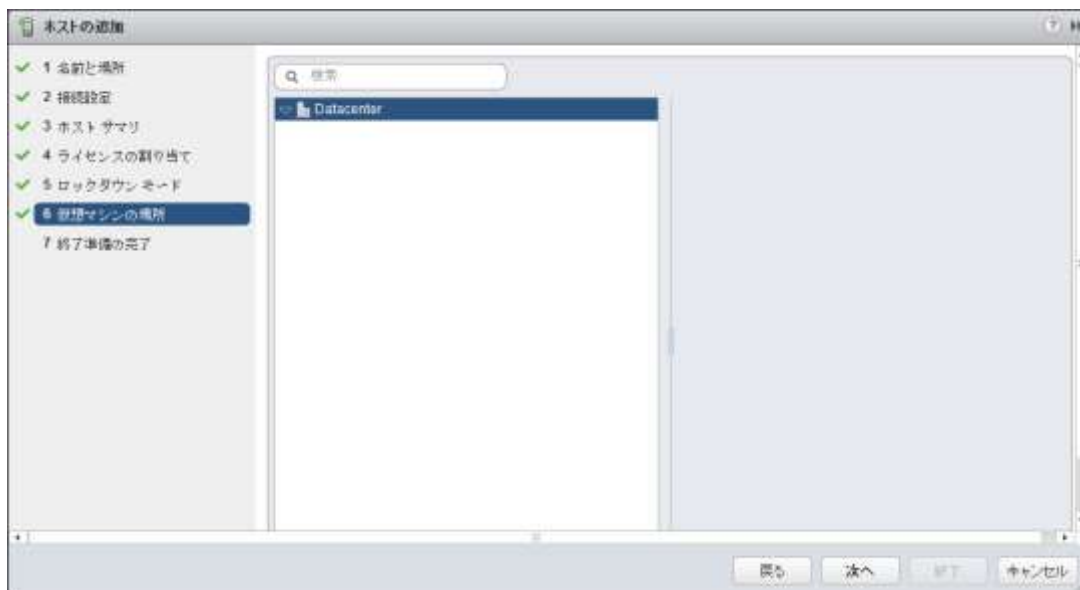 ホストの追加
1 名前と場所
2 接続設定
3 ホスト サマリ
4 ライセンスの割り当て
5 ロックダウン モード
6 仮想マシンの場所
7 終了準備の完了
検索
Datacenter
戻る
次へ
終了
キャンセル